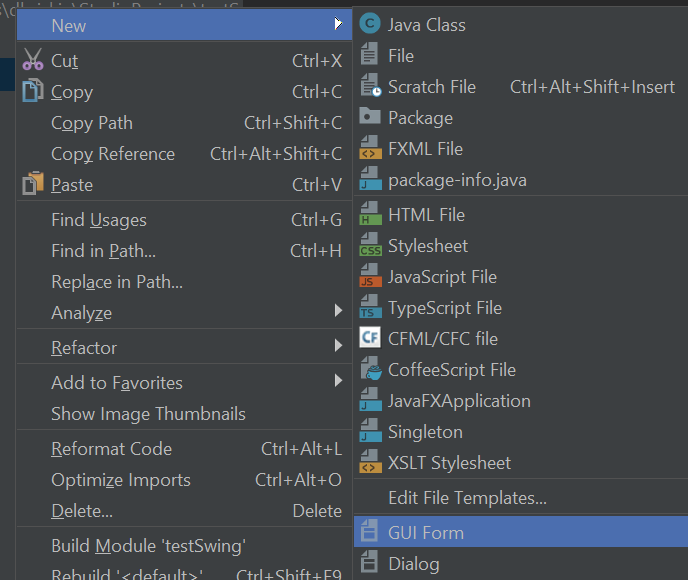 New
Cut Ctrl+X
Copy Ctrl+C
Copy Path Ctrl+Shift+C
Copy Reference Ctrl+Alt+Shift+C
Paste Ctrl+V
Find Usages Ctrl+G
Find in Path... Ctrl+H
Replace in Path...
Analyze
Refactor
Add to Favorites
Show Image Thumbnails
Reformat Code Ctrl+Alt+L
Optimize Imports Ctrl+Alt+O
Delete... Delete
Build Module 'testSwing'
Rebuild '<default>' Ctrl+Shift+F9
C Java Class
File
Scratch File Ctrl+Alt+Shift+Insert
Package
<> FXML File
J package-info.java
H HTML File
CSS Stylesheet
JS JavaScript File
TS TypeScript File
CF CFML/CFC file
CoffeeScript File
J JavaFXApplication
J Singleton
<> XSLT Stylesheet
Edit File Templates...
GUI Form
Dialog